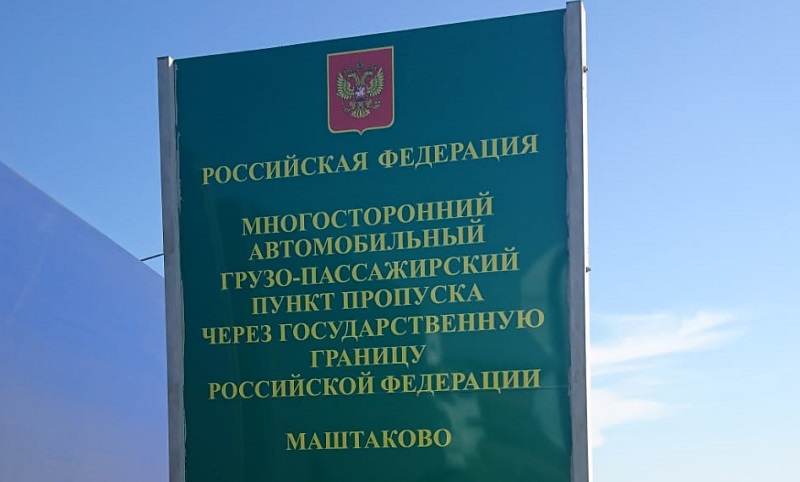 РОССИЙСКАЯ ФЕДЕРАЦИЯ
МНОГОСТОРОННИЙ
АВТОМОБИЛЬНЫЙ
ГРУЗО-ПАССАЖИРСКИЙ
ПУНКТ ПРОПУСКА
ЧЕРЕЗ ГОСУДАРСТВЕННУЮ
ГРАНИЦУ
РОССИЙСКОЙ ФЕДЕРАЦИИ
МАШТАКОВО